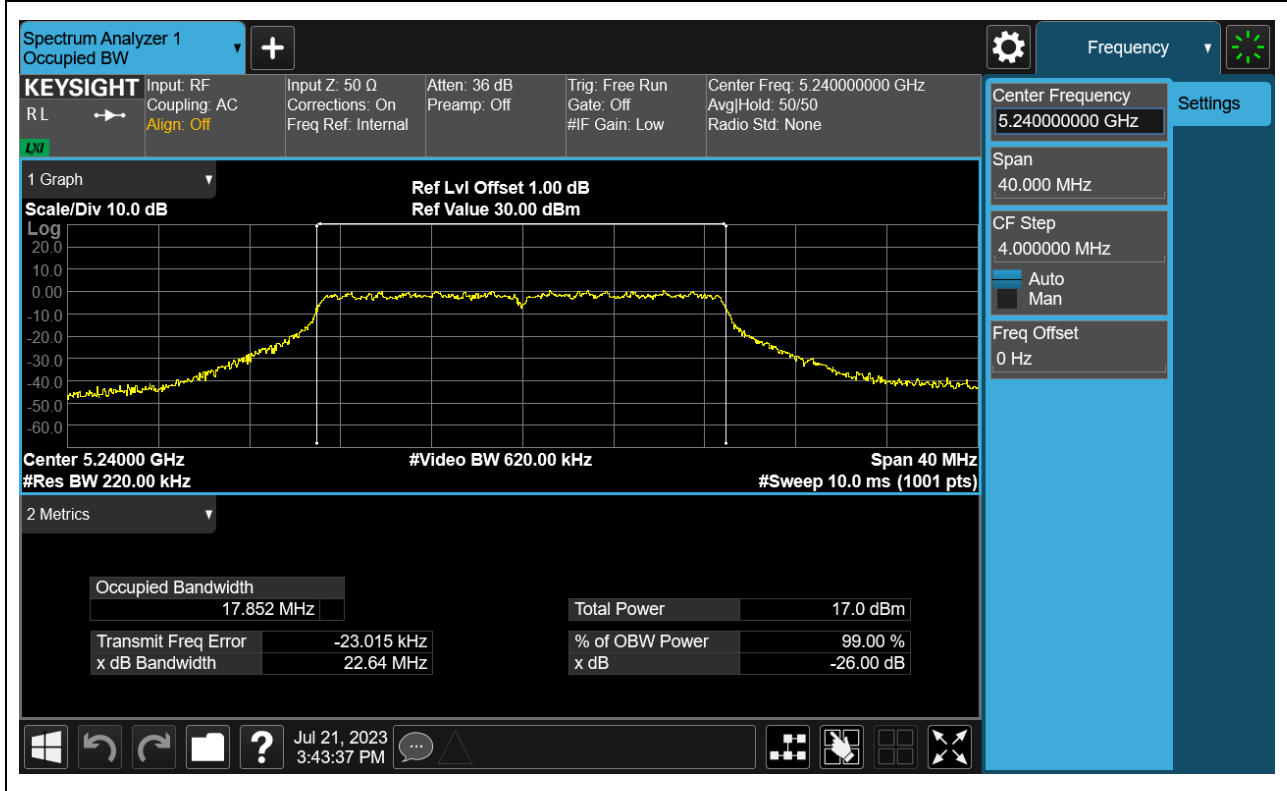 Spectrum Analyzer 1
Occupied BW
Frequency
KEYSIGHT
R L
LXI
Input: RF
Coupling: AC
Align: Off
Input Z: 50 Ω
Corrections: On
Freq Ref: Internal
Atten: 36 dB
Preamp: Off
Trig: Free Run
Gate: Off
#IF Gain: Low
Center Freq: 5.240000000 GHz
Avg|Hold: 50/50
Radio Std: None
Center Frequency
5.240000000 GHz
Settings
Span
40.000 MHz
CF Step
4.000000 MHz
Auto
Man
Freq Offset
0 Hz
1 Graph
Scale/Div 10.0 dB
Ref Lvl Offset 1.00 dB
Ref Value 30.00 dBm
Log
20.0
10.0
0.00
-10.0
-20.0
-30.0
-40.0
-50.0
-60.0
Center 5.24000 GHz
#Video BW 620.00 kHz
Span 40 MHz
#Res BW 220.00 kHz
#Sweep 10.0 ms (1001 pts)
2 Metrics
Occupied Bandwidth
17.852 MHz
Total Power 17.0 dBm
Transmit Freq Error -23.015 kHz
% of OBW Power 99.00 %
x dB Bandwidth 22.64 MHz
x dB -26.00 dB
?
Jul 21, 2023
3:43:37 PM